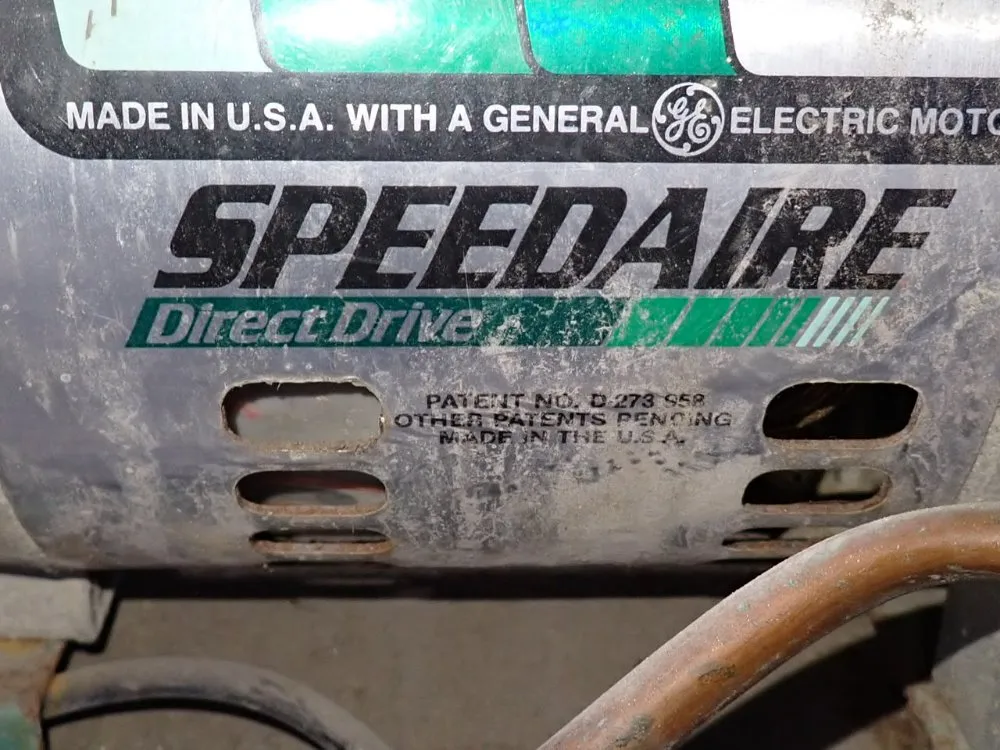 MADE IN U.S.A. WITH A GENERAL GE ELECTRIC MOTO
SPEEDAIRE
Direct Drive
PATENT NO. D-273 958
OTHER PATENTS PENDING
MADE IN THE U.S.A.